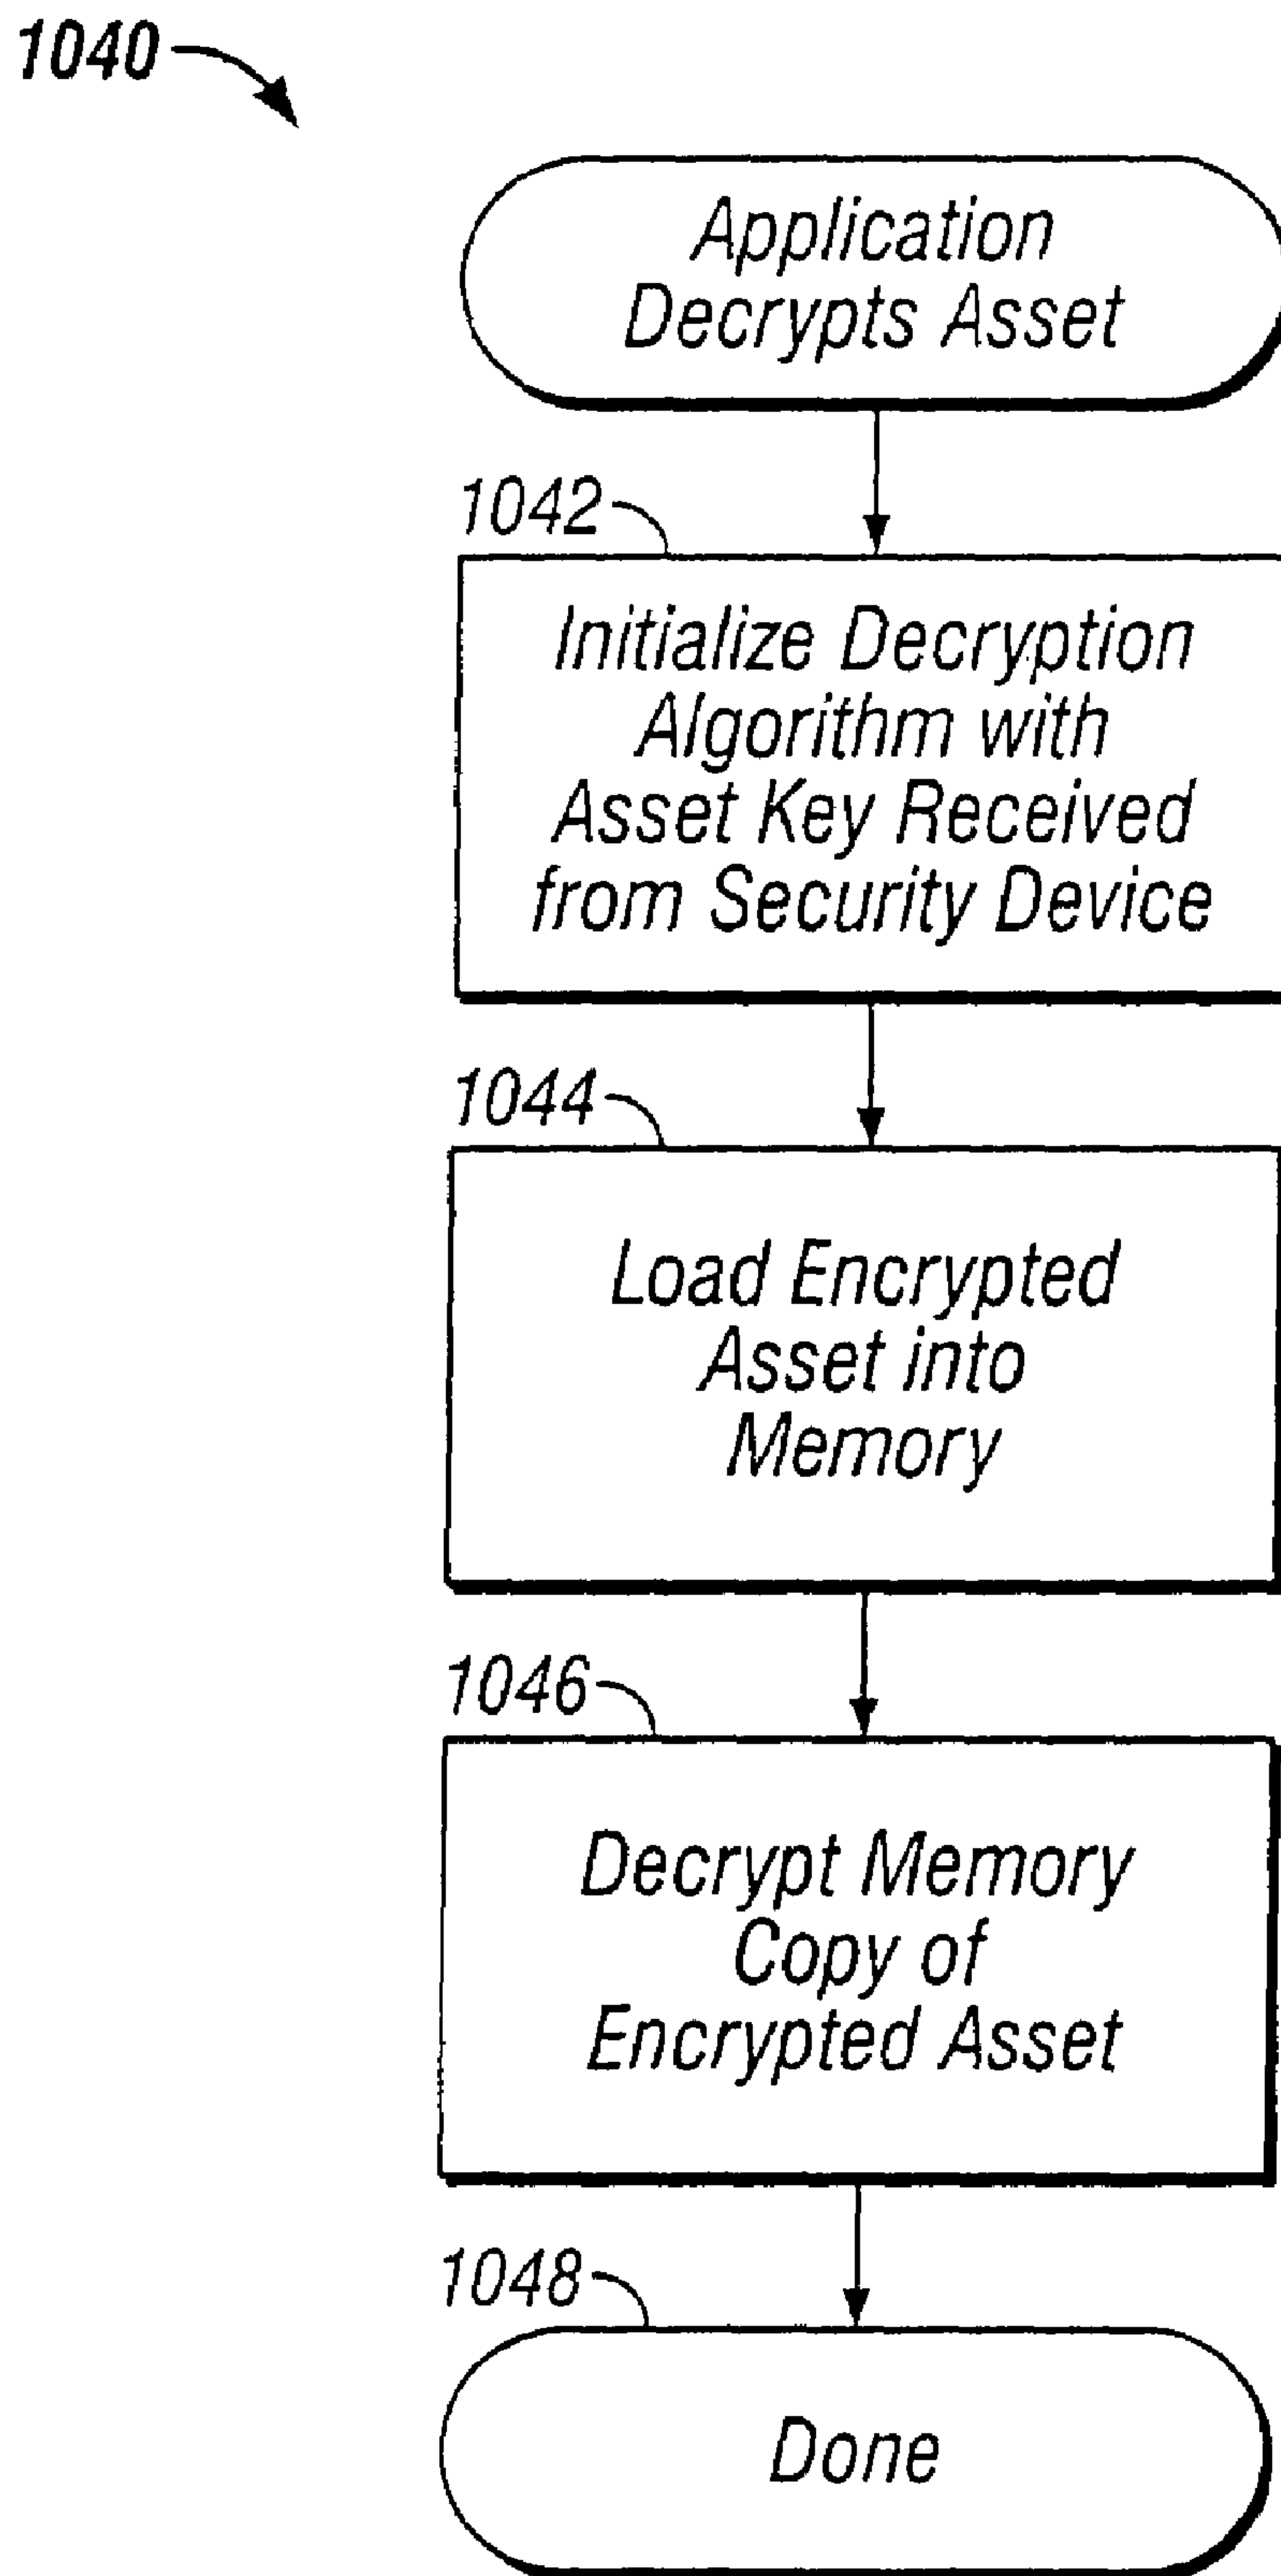 1040
Application
Decrypts Asset
1042
Initialize Decryption
Algorithm with
Asset Key Received
from Security Device
1044
Load Encrypted
Asset into
Memory
1046
Decrypt Memory
Copy of
Encrypted Asset
1048
Done